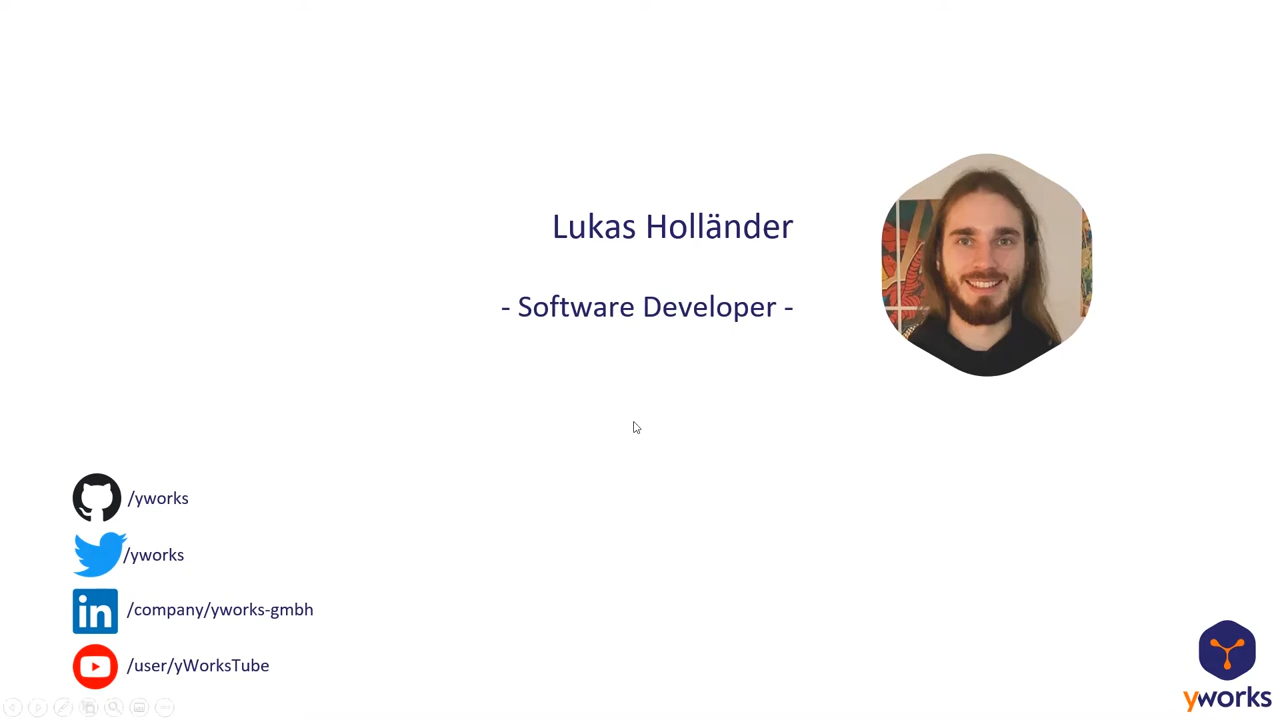 Lukas Holländer
- Software Developer -
/yworks
/yworks
/company/yworks-gmbh
/user/yWorksTube
yworks